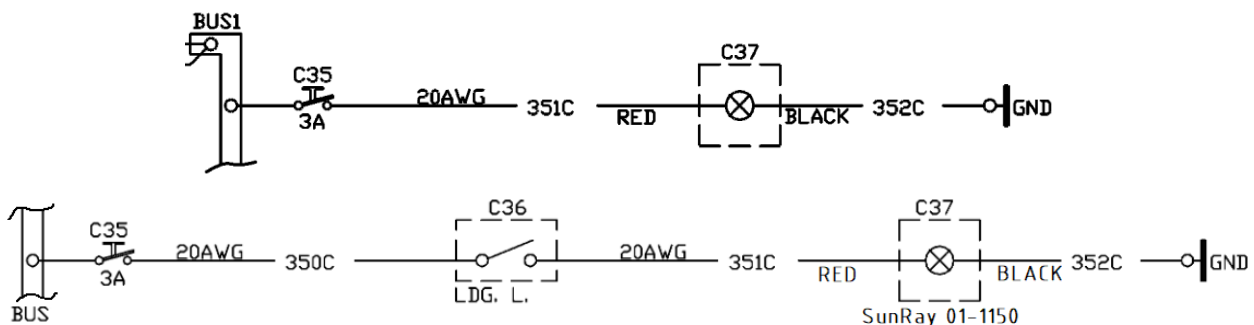 BUS1
C35
3A
20AWG
351C
RED
C37
BLACK
352C
GND
C35
3A
BUS
20AWG
350C
C36
LDG. L.
20AWG
351C
RED
C37
SunRay 01-1150
BLACK
352C
GND